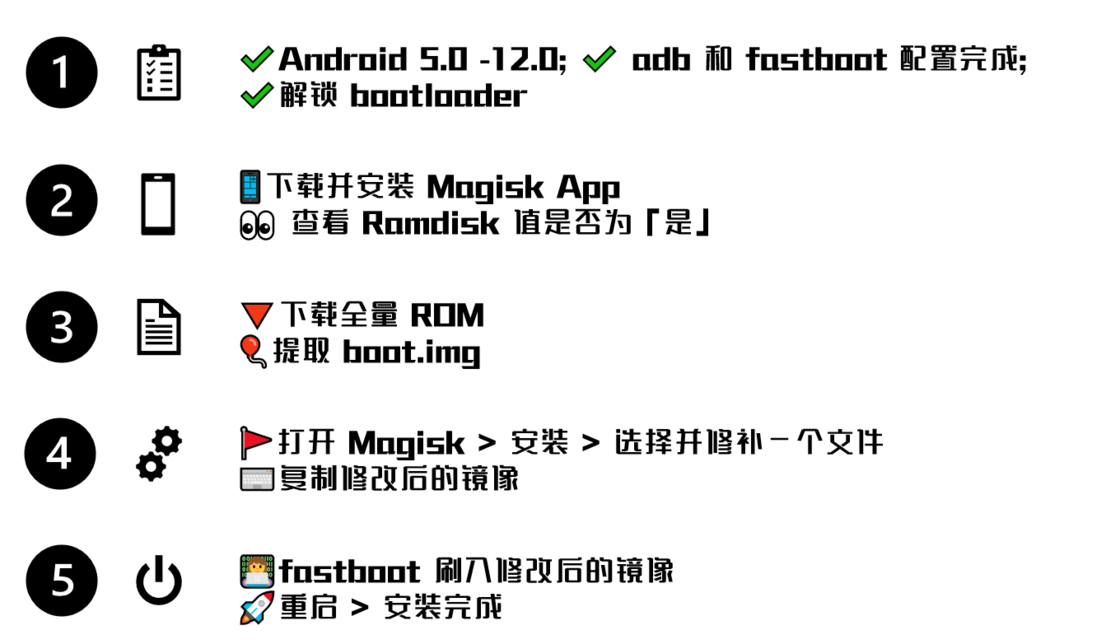 1
✔Android 5.0 -12.0; ✔ adb 和 fastboot 配置完成;
✔解锁 bootloader
2
下载并安装 Magisk App
查看 Ramdisk 值是否为「是」
3
下载全量 ROM
提取 boot.img
4
打开 Magisk > 安装 > 选择并修补一个文件
复制修改后的镜像
5
fastboot 刷入修改后的镜像
重启 > 安装完成